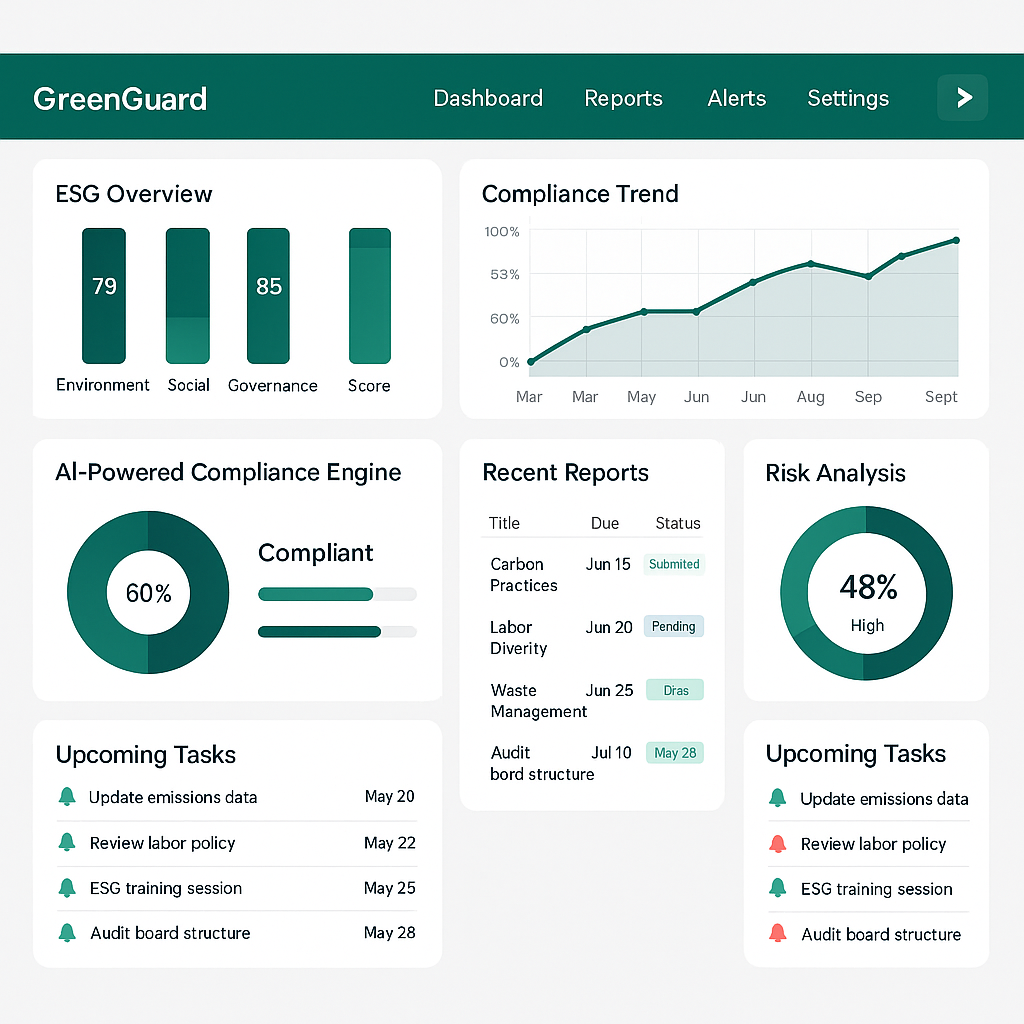 GreenGuard
Dashboard Reports Alerts Settings
ESG Overview
79
85
Environment Social Governance Score
Compliance Trend
100%
53%
60%
0%
Mar Mar May Jun Jun Aug Sep Sept
AI-Powered Compliance Engine
60%
Compliant
Recent Reports
Title Due Status
Carbon Jun 15 Submited
Practices
Labor Jun 20 Pending
Diverity
Waste Jun 25 Dras
Management
Audit Jul 10 May 28
bord structure
Risk Analysis
48%
High
Upcoming Tasks
Update emissions data May 20
Review labor policy May 22
ESG training session May 25
Audit board structure May 28
Upcoming Tasks
Update emissions data
Review labor policy
ESG training session
Audit board structure